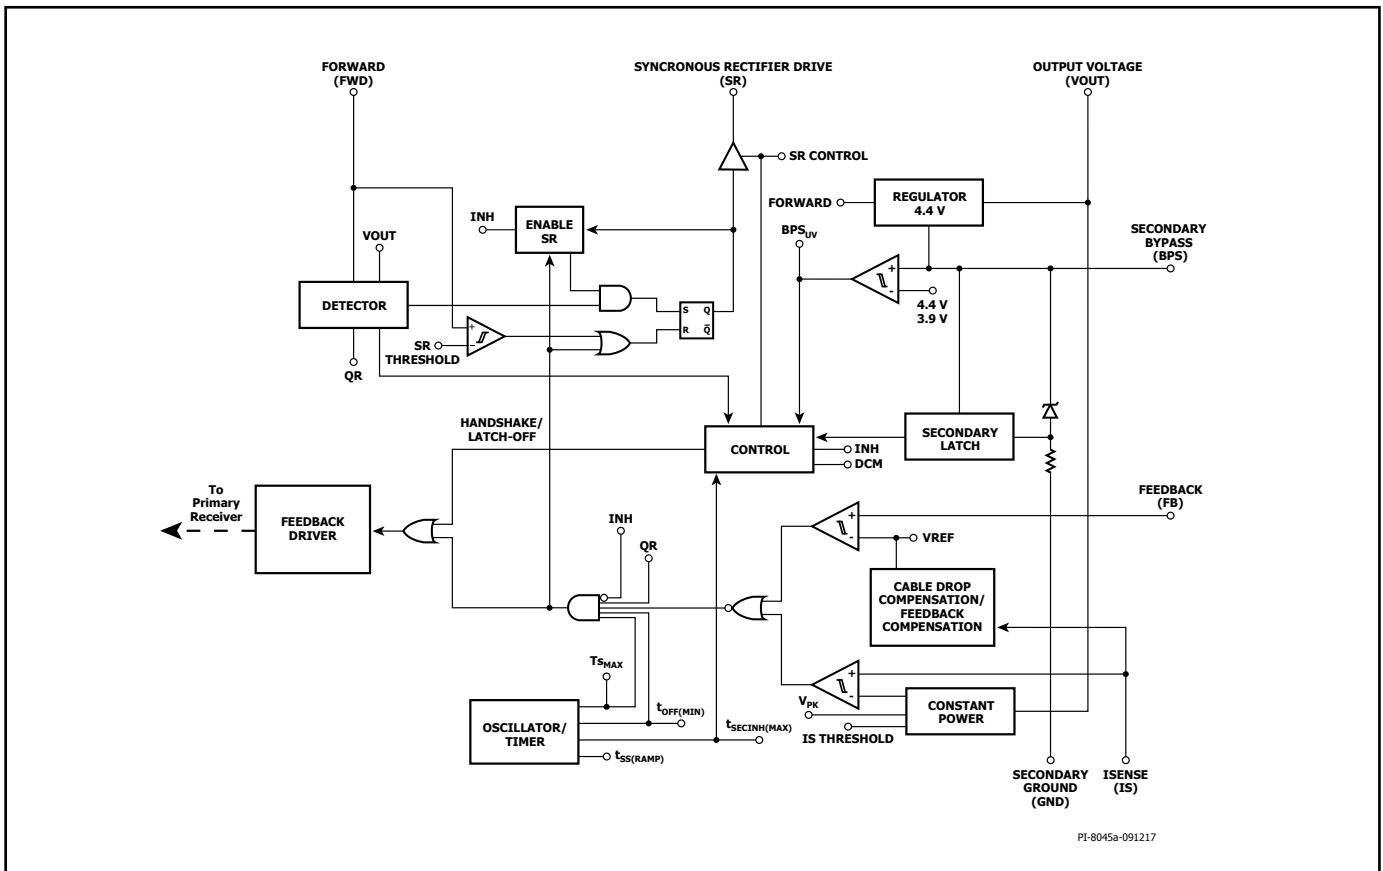 FORWARD
(FWD)
SYNCRONOUS RECTIFIER DRIVE
(SR)
OUTPUT VOLTAGE
(VOUT)
SR CONTROL
FORWARD
REGULATOR
4.4 V
INH
ENABLE
SR
VOUT
BPSUV
SECONDARY
BYPASS
(BPS)
DETECTOR
+
-
4.4 V
3.9 V
S Q
R Q̅
+
-
SR
THRESHOLD
QR
HANDSHAKE/
LATCH-OFF
CONTROL
INH
DCM
SECONDARY
LATCH
To
Primary
Receiver
FEEDBACK
DRIVER
INH
QR
+
-
VREF
FEEDBACK
(FB)
CABLE DROP
COMPENSATION/
FEEDBACK
COMPENSATION
TsMAX
+
-
VPK
IS THRESHOLD
CONSTANT
POWER
OSCILLATOR/
TIMER
tOFF(MIN)
tSECINH(MAX)
tSS(RAMP)
SECONDARY
GROUND
(GND)
ISENSE
(IS)
PI-8045a-091217